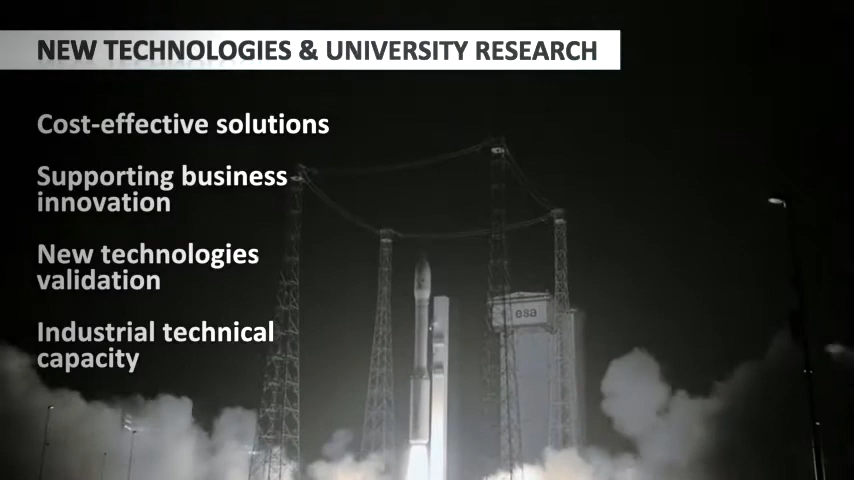 NEW TECHNOLOGIES & UNIVERSITY RESEARCH
Cost-effective solutions
Supporting business
innovation
New technologies
validation
Industrial technical
capacity
esa